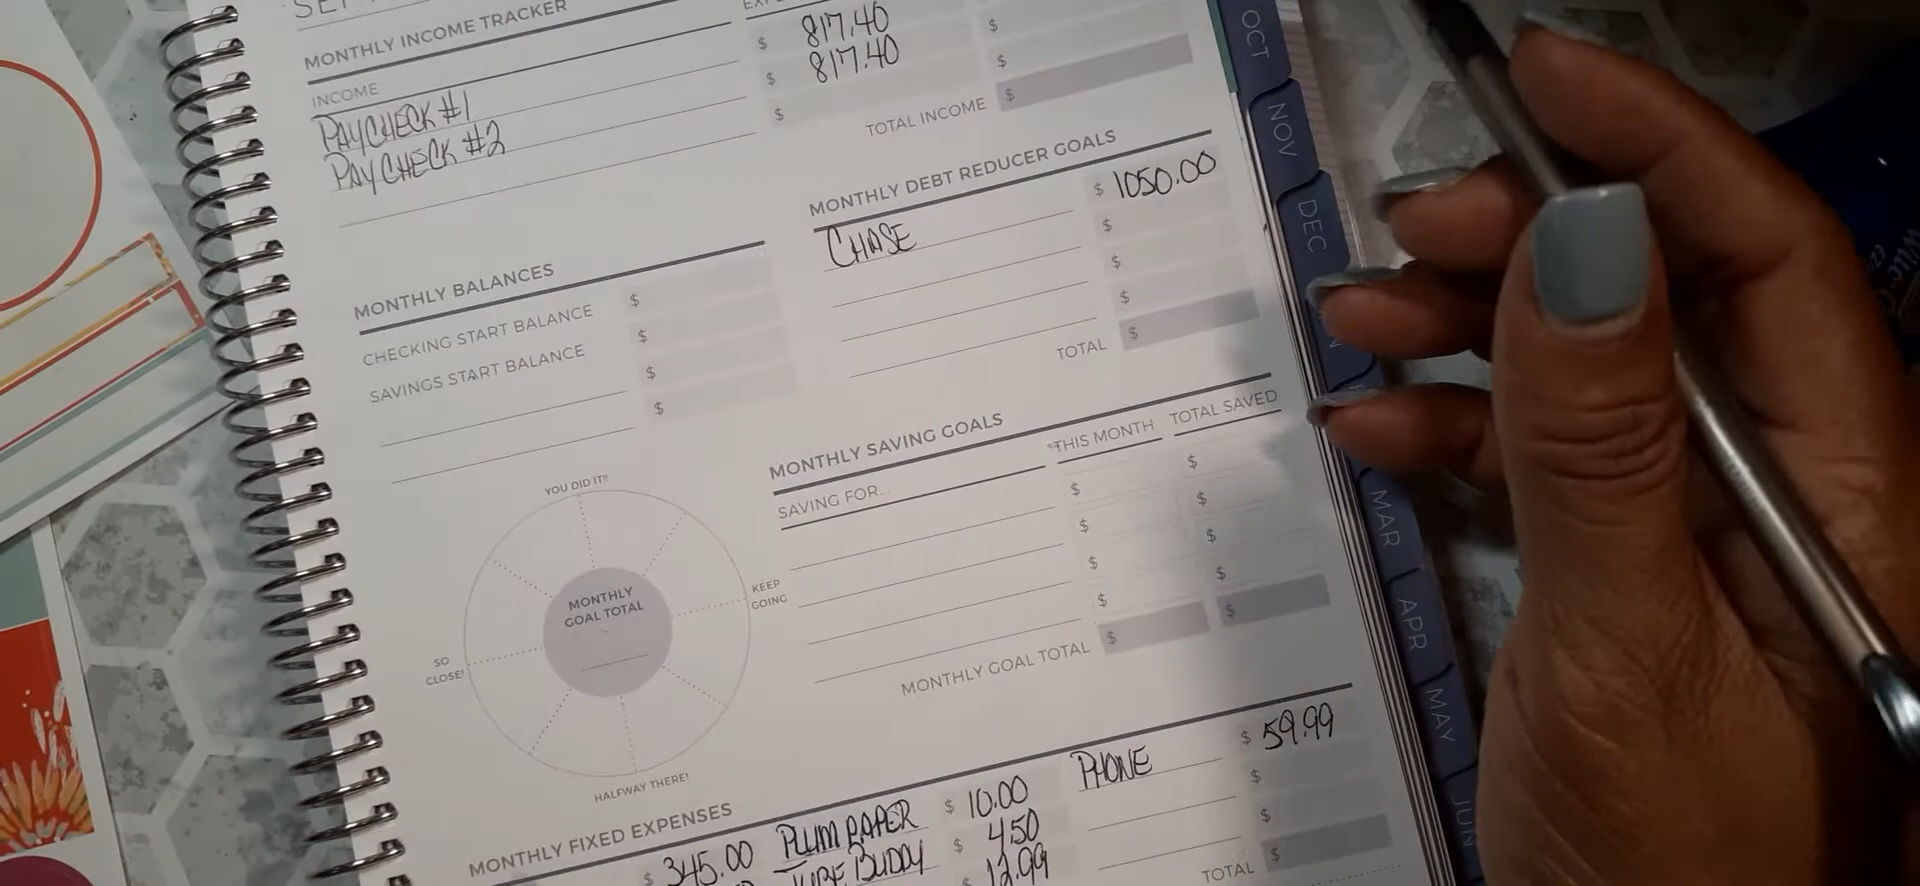 MONTHLY INCOME TRACKER
INCOME
PAYCHECK #1
PAYCHECK #2
$ 817.40
$ 817.40
$
$
$
TOTAL INCOME $
MONTHLY DEBT REDUCER GOALS
CHASE $ 1050.00
$
$
$
TOTAL $
MONTHLY BALANCES
CHECKING START BALANCE $
SAVINGS START BALANCE $
$
$
MONTHLY SAVING GOALS THIS MONTH TOTAL SAVED
SAVING FOR...
$ $
$ $
$ $
$ $
MONTHLY GOAL TOTAL $ $
YOU DID IT!!
KEEP GOING
MONTHLY
GOAL TOTAL
SO
CLOSE!
HALFWAY THERE!
MONTHLY FIXED EXPENSES
$ 345.00
PLUM PAPER $ 10.00
TUBE BUDDY $ 4.50
$ 12.99
PHONE $ 59.99
$
$
TOTAL $
OCT
NOV
DEC
MAR
APR
MAY
JUN